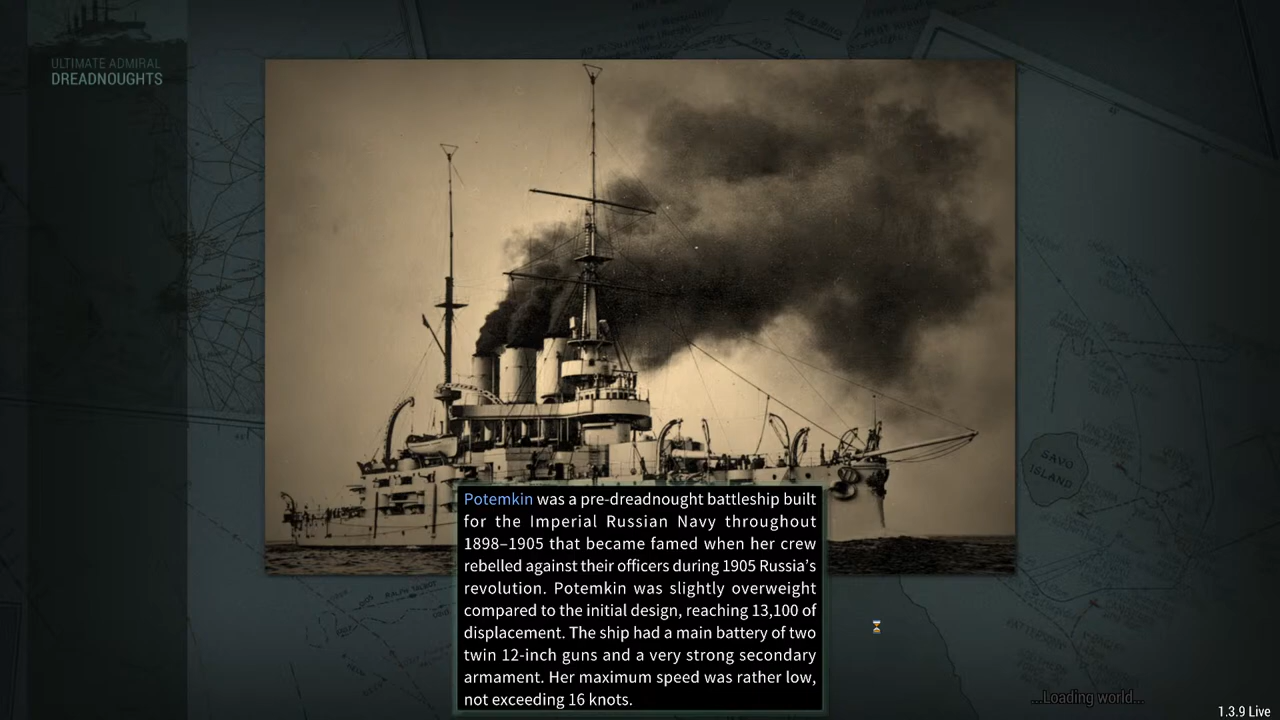 ULTIMATE ADMIRAL
DREADNOUGHTS
SAVO
ISLAND
Potemkin was a pre-dreadnought battleship built
for the Imperial Russian Navy throughout
1898–1905 that became famed when her crew
rebelled against their officers during 1905 Russia's
revolution. Potemkin was slightly overweight
compared to the initial design, reaching 13,100 of
displacement. The ship had a main battery of two
twin 12-inch guns and a very strong secondary
armament. Her maximum speed was rather low,
not exceeding 16 knots.
...Loading world...
1.3.9 Live